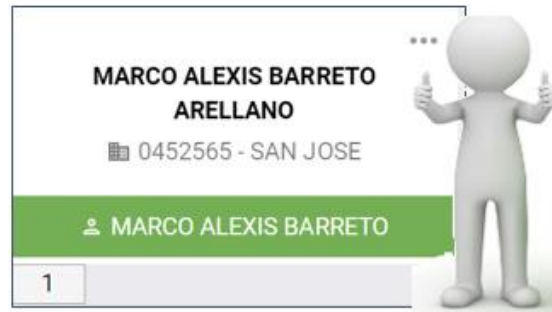 MARCO ALEXIS BARRETO
ARELLANO
0452565 - SAN JOSE
MARCO ALEXIS BARRETO
1